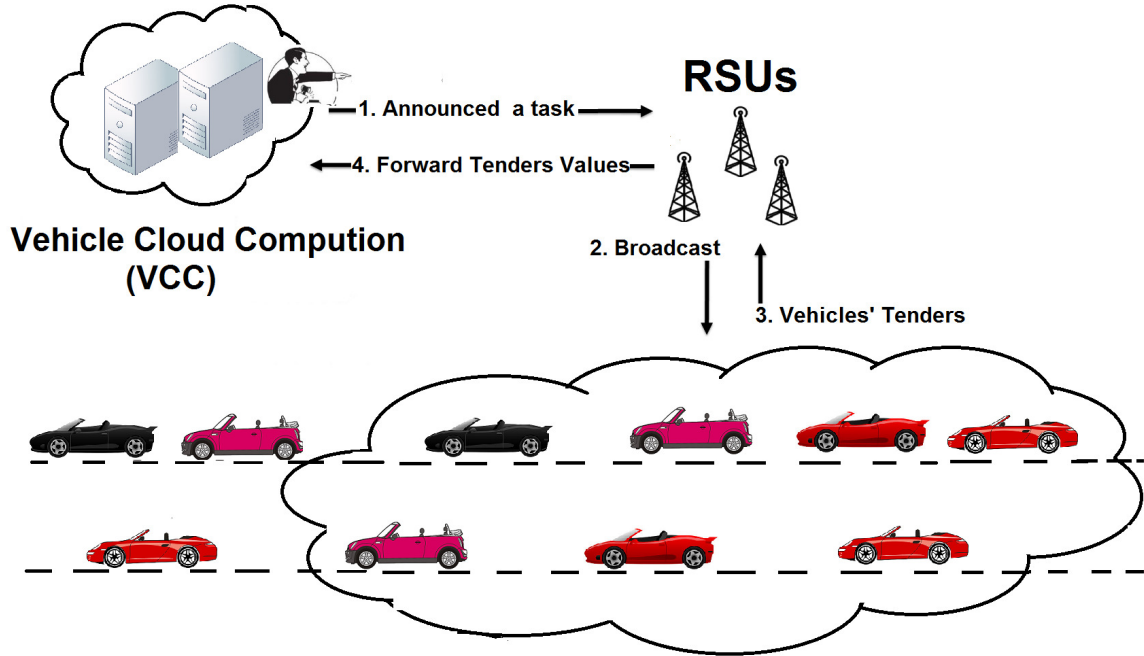 RSUs
1. Announced a task
4. Forward Tenders Values
Vehicle Cloud Compution
(VCC)
2. Broadcast
3. Vehicles' Tenders